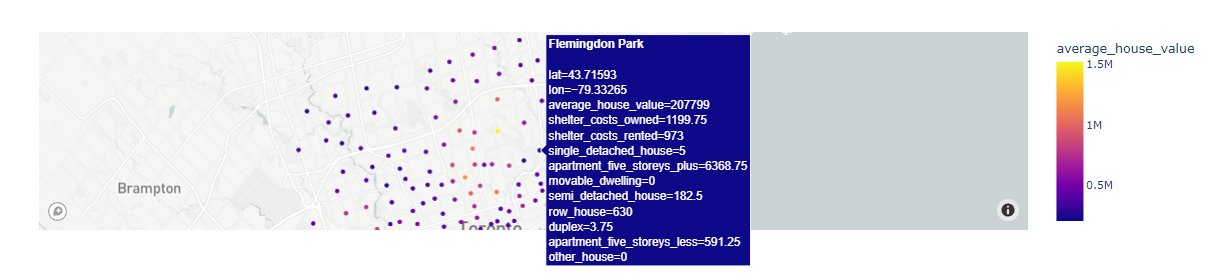 average_house_value
1.5M
1M
0.5M
Flemingdon Park
lat=43.71593
lon=−79.33265
average_house_value=207799
shelter_costs_owned=1199.75
shelter_costs_rented=973
single_detached_house=5
apartment_five_storeys_plus=6368.75
movable_dwelling=0
semi_detached_house=182.5
row_house=630
duplex=3.75
apartment_five_storeys_less=591.25
other_house=0
Brampton
Toronto